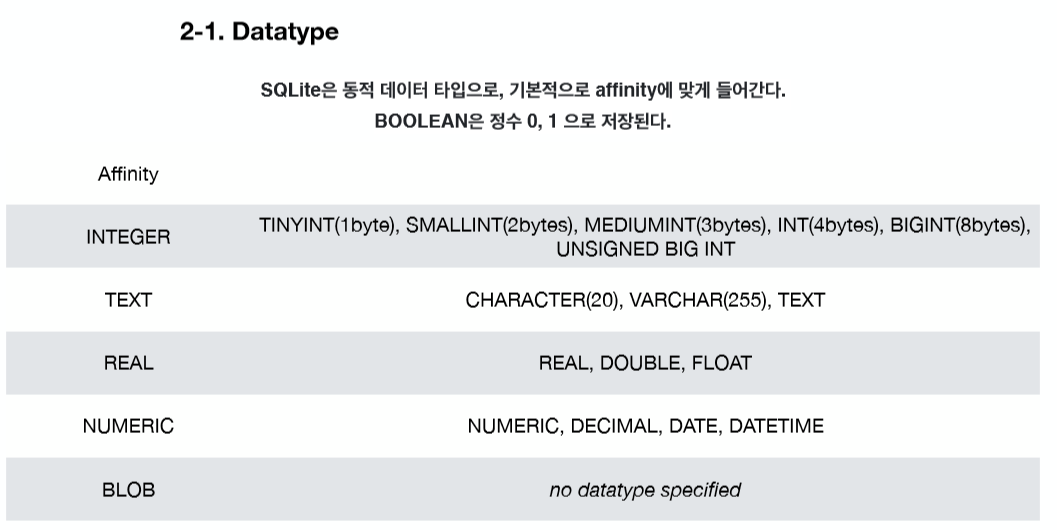 2-1. Datatype
SQLite은 동적 데이터 타입으로, 기본적으로 affinity에 맞게 들어간다.
BOOLEAN은 정수 0, 1 으로 저장된다.
Affinity
INTEGER
TINYINT(1byte), SMALLINT(2bytes), MEDIUMINT(3bytes), INT(4bytes), BIGINT(8bytes),
UNSIGNED BIG INT
TEXT
CHARACTER(20), VARCHAR(255), TEXT
REAL
REAL, DOUBLE, FLOAT
NUMERIC
NUMERIC, DECIMAL, DATE, DATETIME
BLOB
no datatype specified